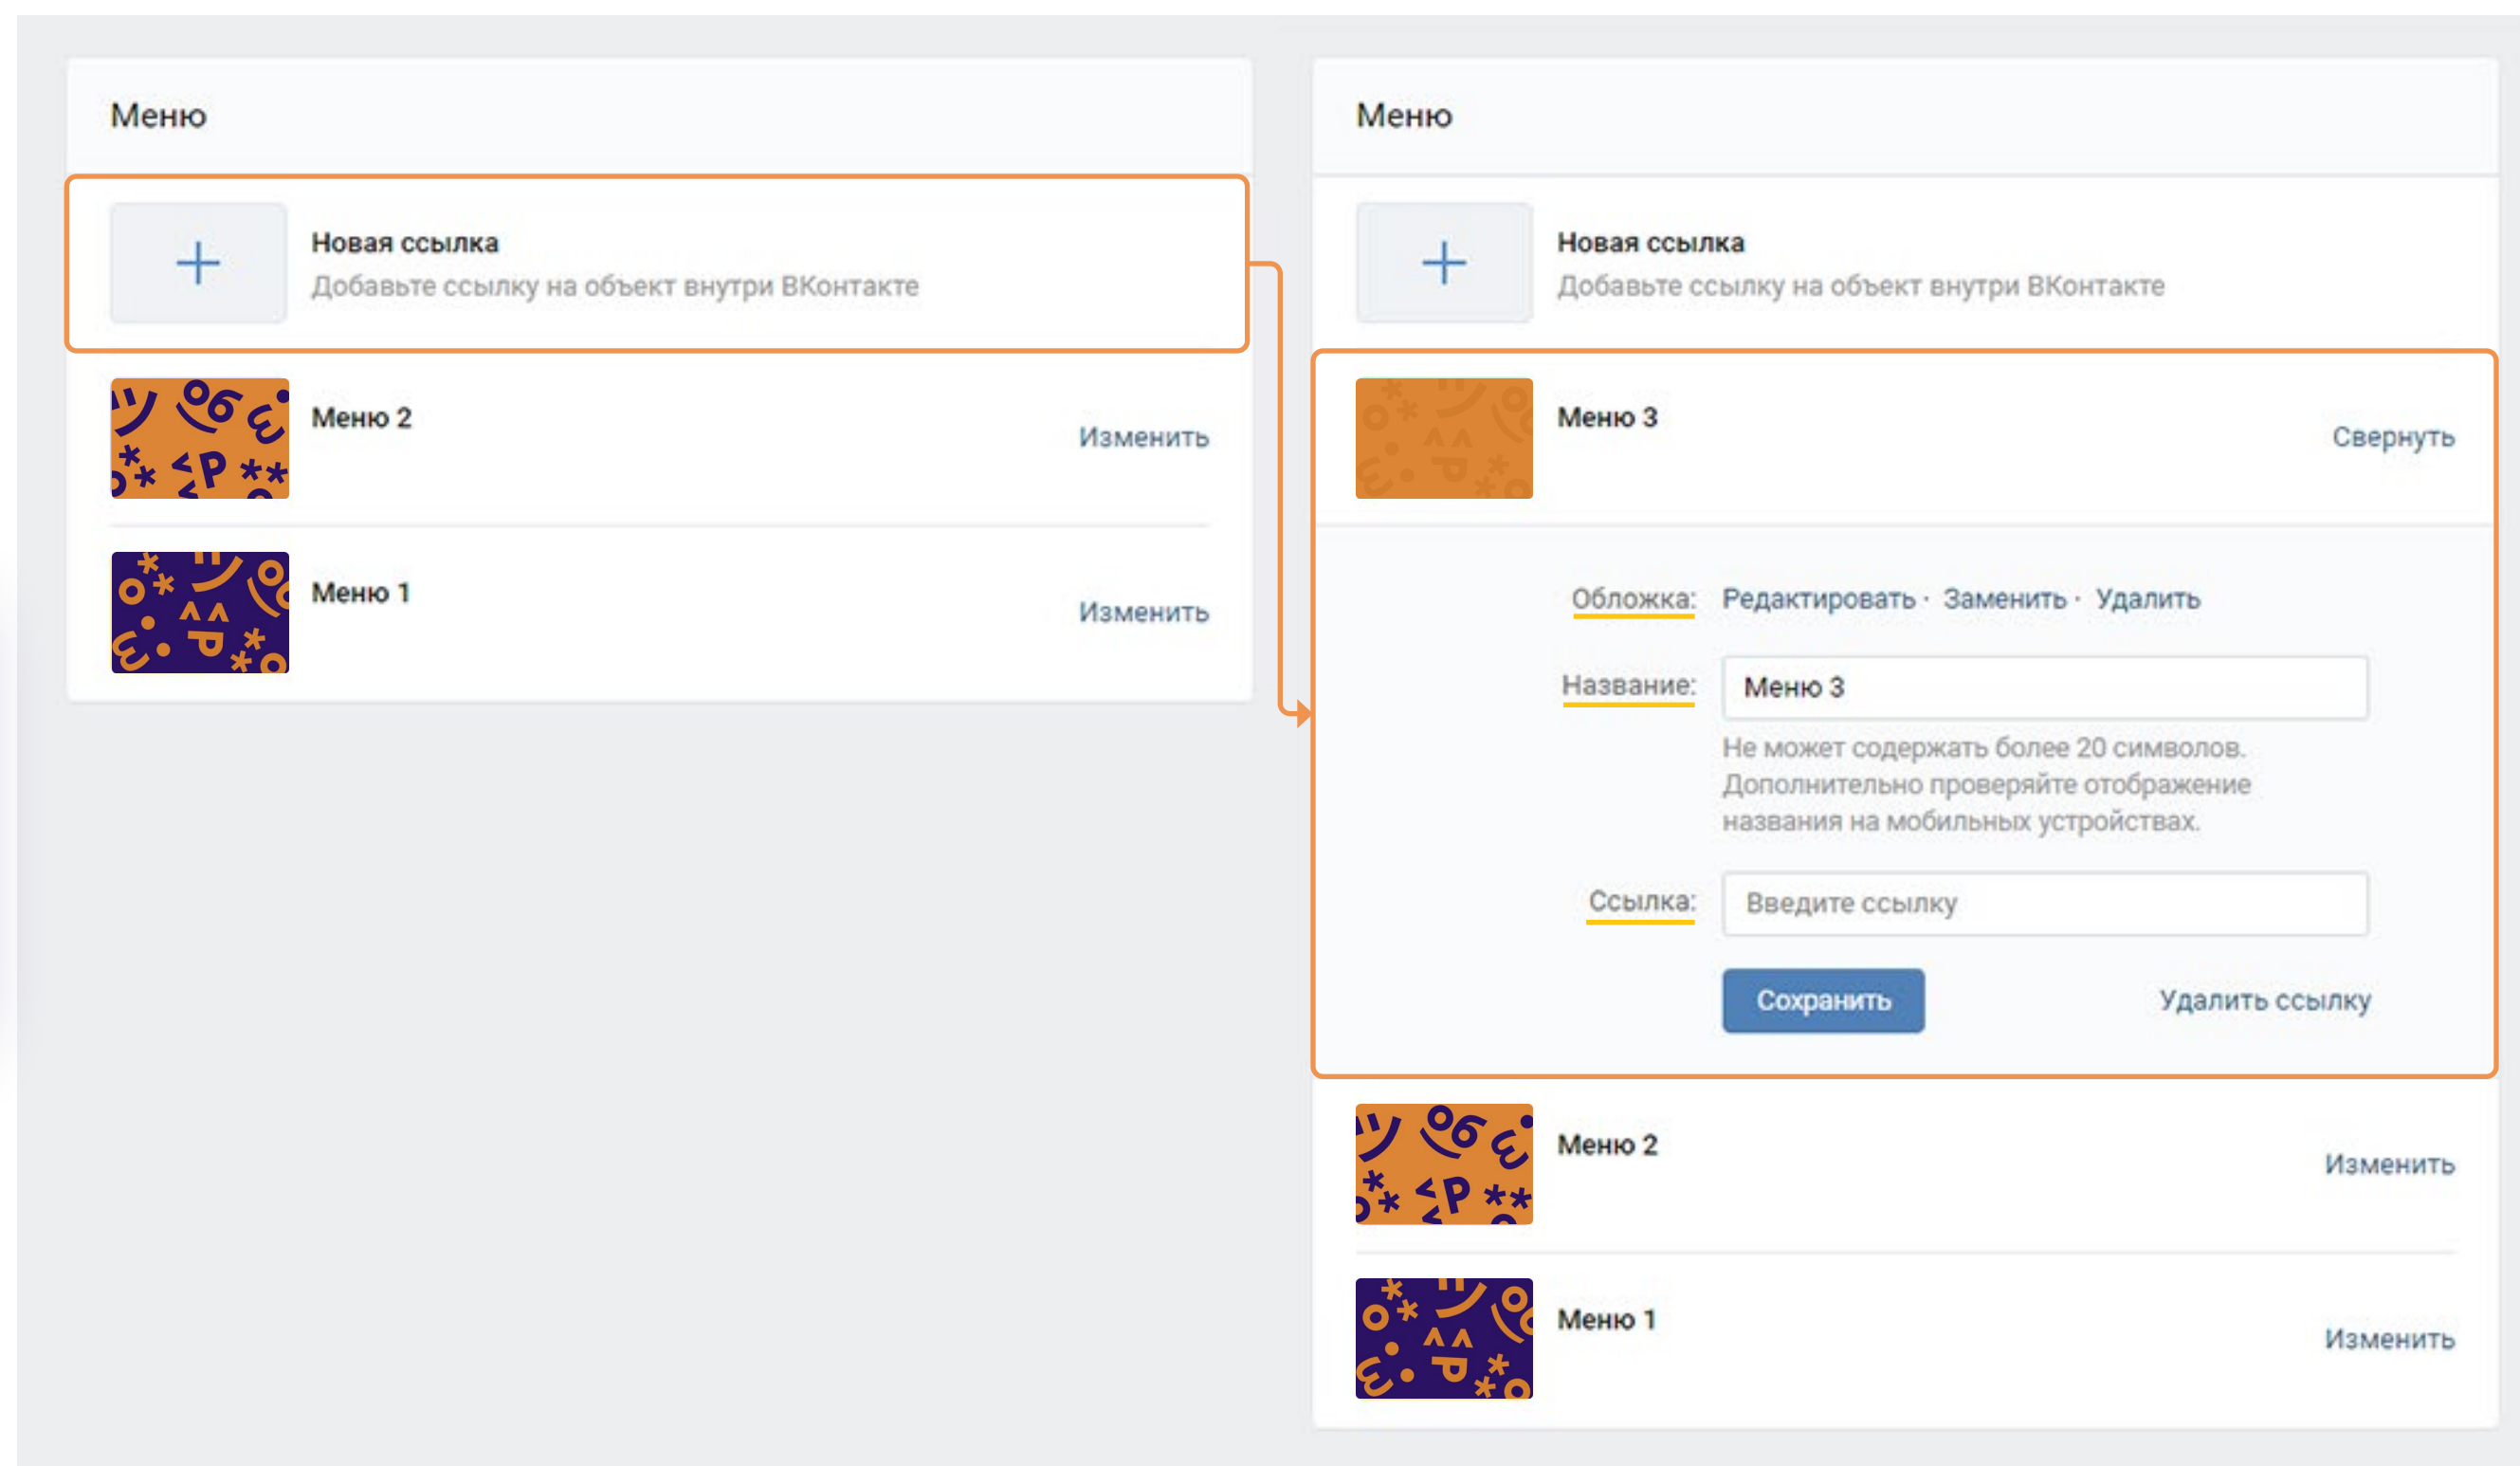 Меню
Новая ссылка
Добавьте ссылку на объект внутри ВКонтакте
Меню 2
Изменить
Меню 1
Изменить
Меню
Новая ссылка
Добавьте ссылку на объект внутри ВКонтакте
Меню 3
Свернуть
Обложка: Редактировать · Заменить · Удалить
Название: Меню 3
Не может содержать более 20 символов.
Дополнительно проверяйте отображение
названия на мобильных устройствах.
Ссылка: Введите ссылку
Сохранить Удалить ссылку
Меню 2
Изменить
Меню 1
Изменить